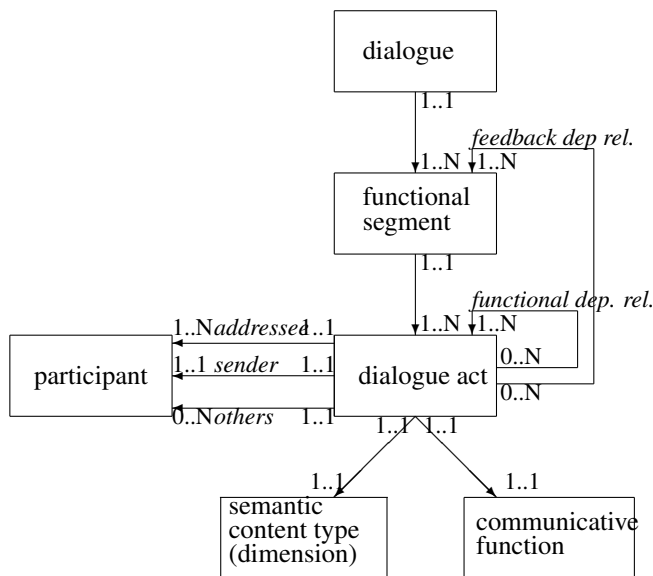 dialogue
1..1
feedback dep rel.
1..N 1..N
functional
segment
1..1
functional dep. rel.
1..N 1..N
1..N addressed 1..1
0..N
participant
1..1 sender 1..1
dialogue act
0..N
0..N others 1..1
1..1 1..1
1..1 1..1
semantic
content type
(dimension)
communicative
function